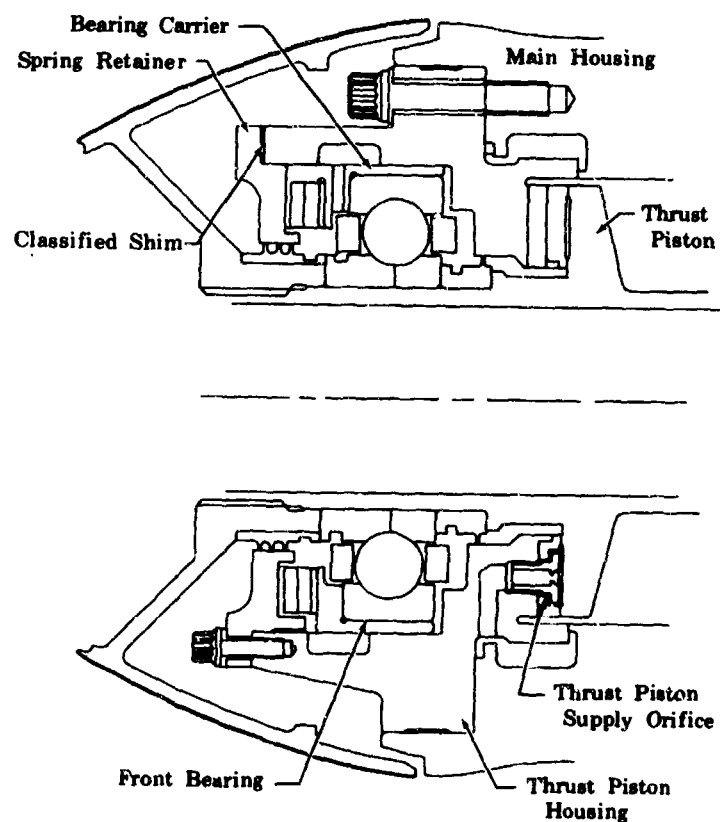 Bearing Carrier
Spring Retainer
Main Housing
Classified Shim
Thrust
Piston
Thrust Piston
Supply Orifice
Front Bearing
Thrust Piston
Housing